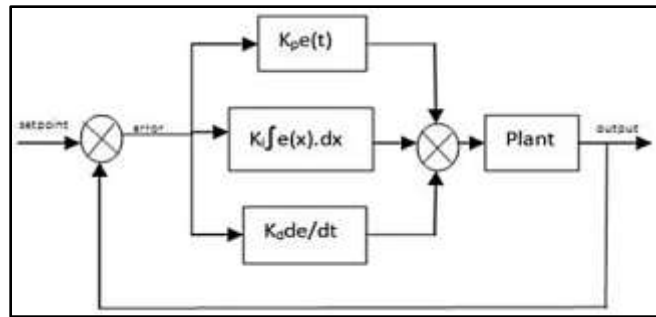 Kpe(t)
setpoint
error
Ki∫e(x).dx
Plant
output
Kdde/dt